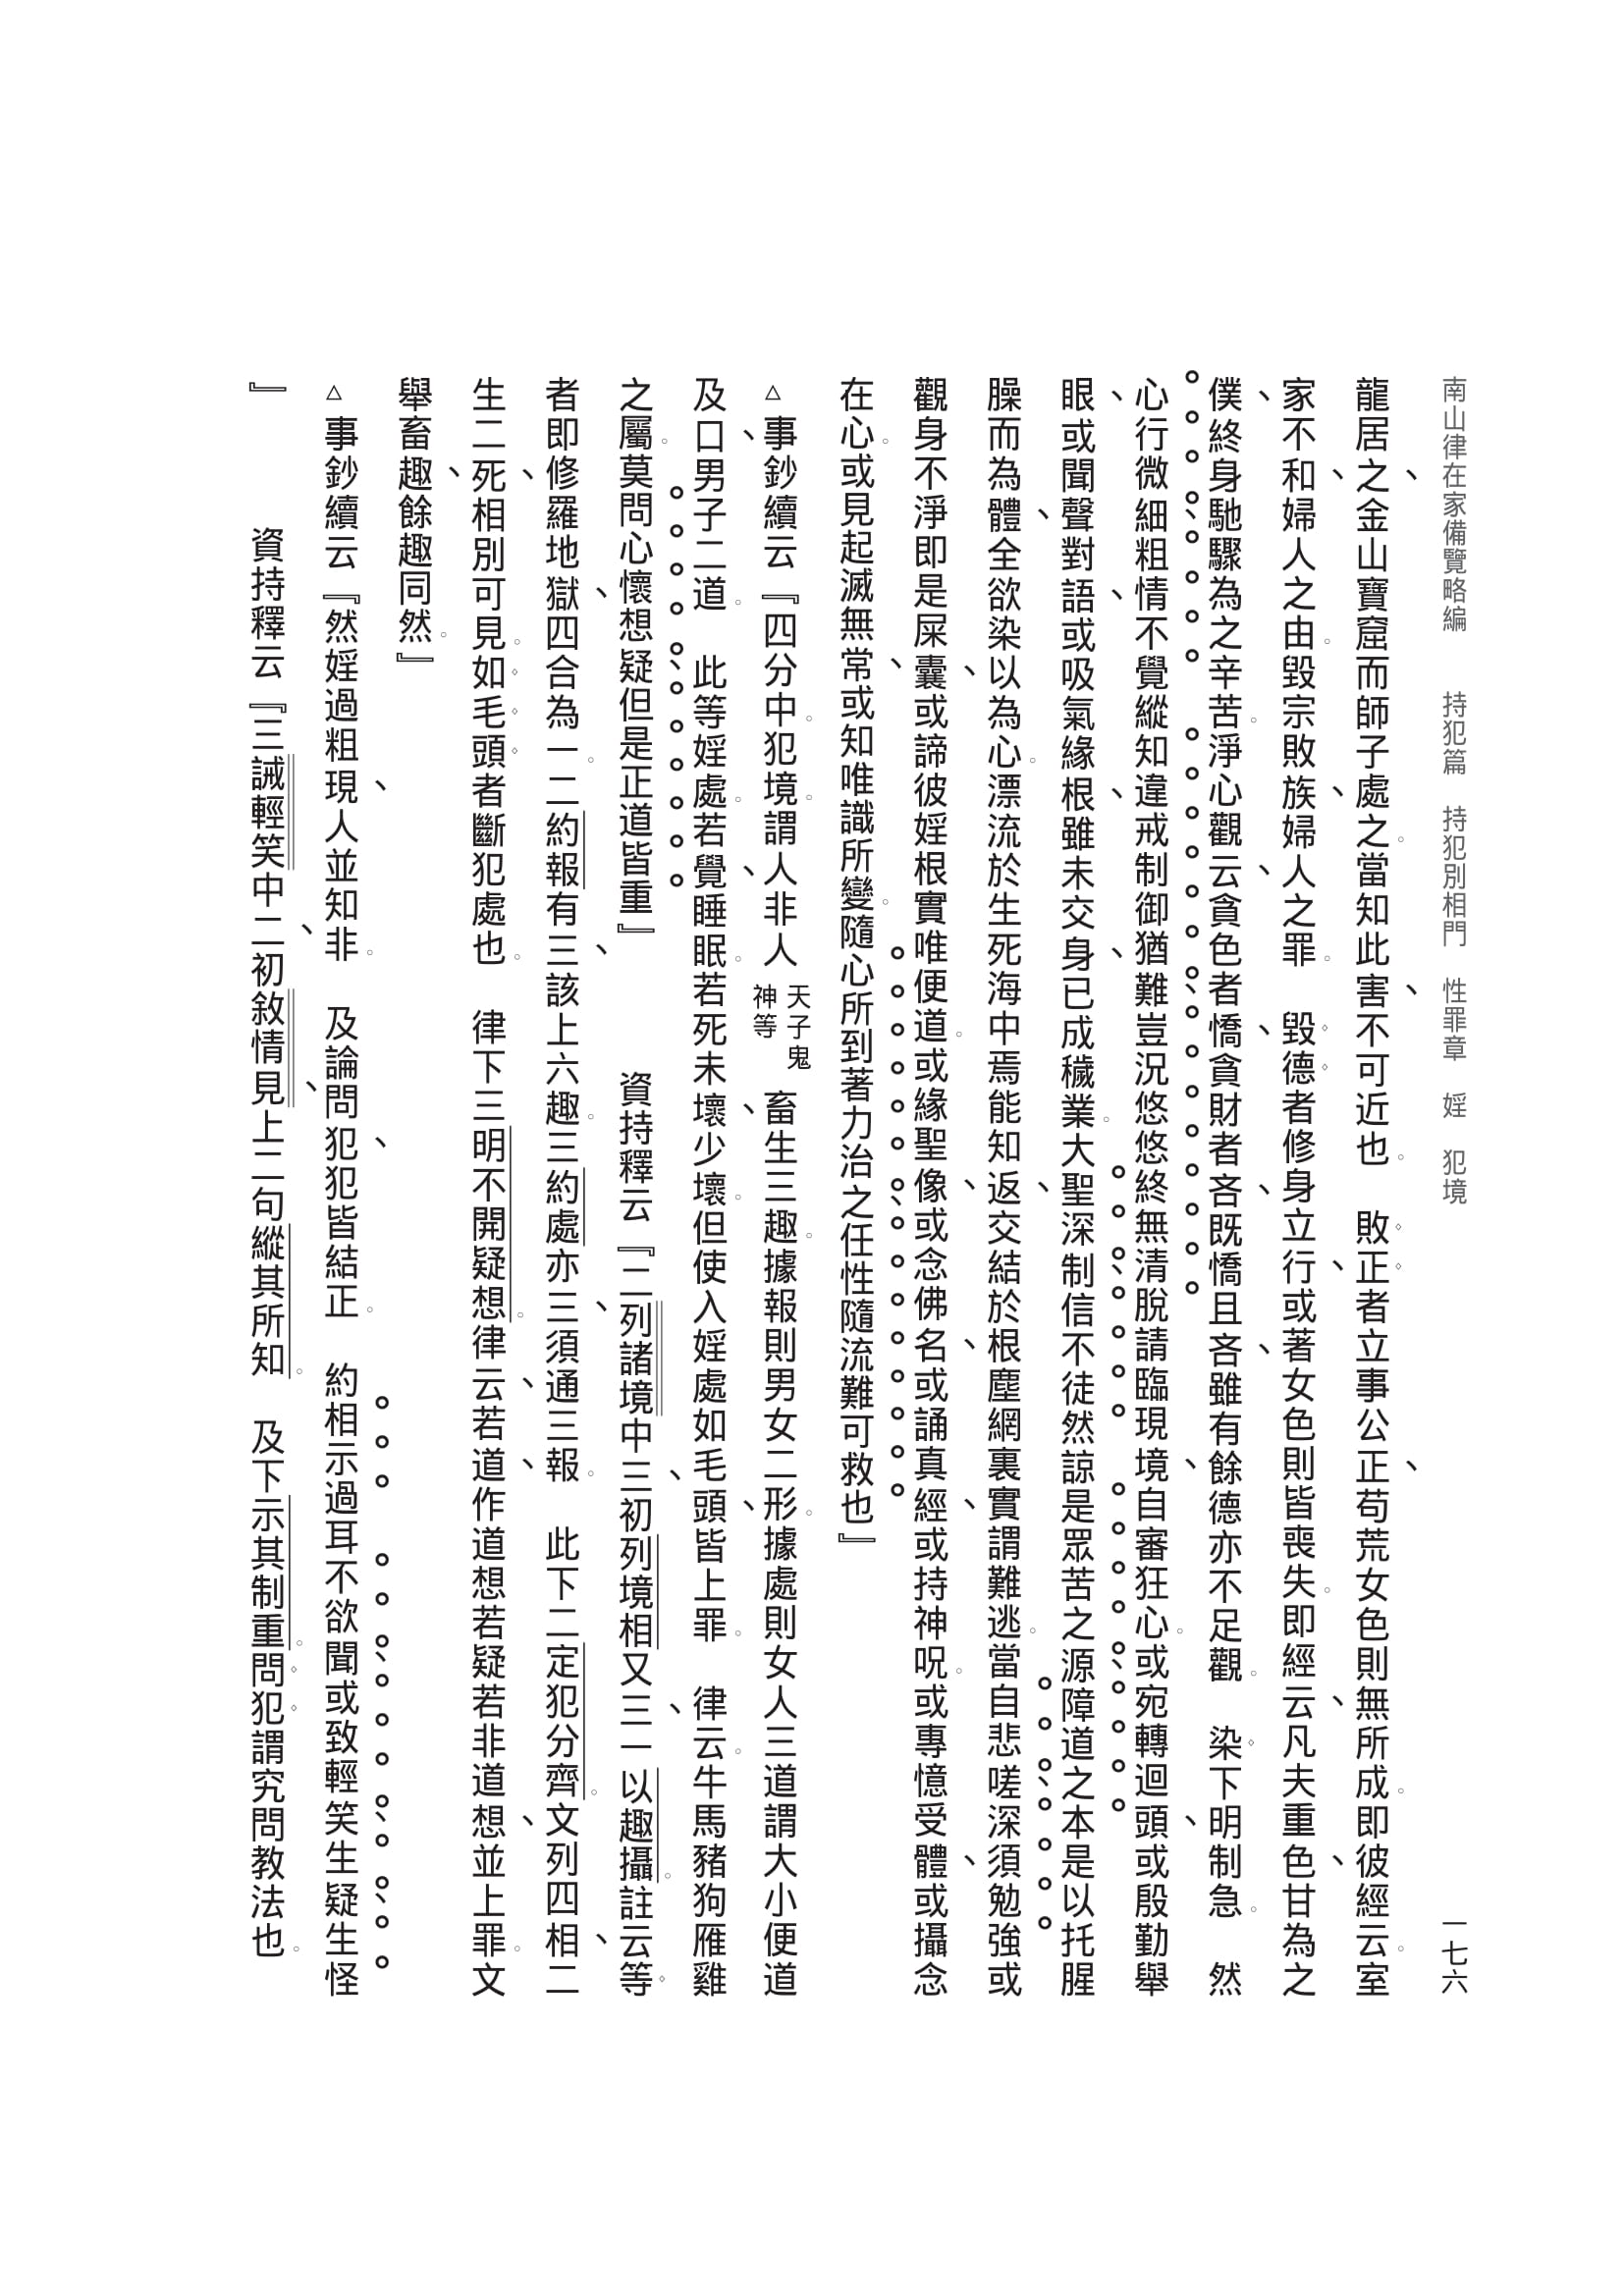 南山律在家備覽略編　　持犯篇　持犯別相門　性罪章　婬　犯境　一七六
龍居之、金山寶窟而師子處之。當知此害、不可近也。　敗正者立事公正、苟荒女色則無所成。即彼經云。室
家不和、婦人之由。毀宗敗族、婦人之罪。　毀德者修身立行、或著女色則皆喪失。即經云、凡夫重色、甘為之
僕、終身馳驟為之辛苦。淨心觀云、貪色者憍、貪財者吝、既憍且吝、雖有餘德亦不足觀。　染下明制急。　然
心行微細、粗情不覺縱知違戒制御猶難、豈況悠悠終無清脫請臨現境、自審狂心。或宛轉迴頭、或殷勤舉
眼、或聞聲對語、或吸氣緣根、雖未交身、已成穢業。大聖深制、信不徒然諒是眾苦之源、障道之本是以托腥
臊而為體、全欲染以為心。漂流於生死海中焉能知返、交結於根塵網裏實謂難逃。當自悲嗟、深須勉強或
觀身不淨即是屎囊、或諦彼婬根實唯便道。或緣聖像、或念佛名、或誦真經、或持神呪。或專憶受體、或攝念
在心。或見起滅無常、或知唯識所變。隨心所到著力治之、任性隨流難可救也』
△事鈔續云『四分中。犯境。謂人非人天子鬼神等畜生三趣。據報則男女二形。據處則女人三道謂大小便道
及口、男子二道。　此等婬處。若覺、睡眠。若死未壞、少壞。但使入婬處如毛頭、皆上罪。　律云。牛馬豬狗雁雞
之屬。莫問心懷想疑、但是正道皆重』　　　資持釋云『二列諸境中三、初列境相又三、一以趣攝。註云等
者即修羅地獄、四合為一。二約報有三、該上六趣。三約處亦三、須通三報。　此下二定犯分齊。文列四相、二
生二死、相別可見。如毛頭者斷犯處也。　律下三明不開疑想。律云、若道、作道想若疑若非道想、並上罪。文
舉畜趣、餘趣同然。』
△事鈔續云『然婬過粗現、人並知非。　及論問犯、犯皆結正。　約相示過耳不欲聞、或致輕笑、生疑、生怪
』　　　資持釋云『三誡輕笑中二、初敘情見、上二句縱其所知。　及下示其制重。問犯謂究問教法也。